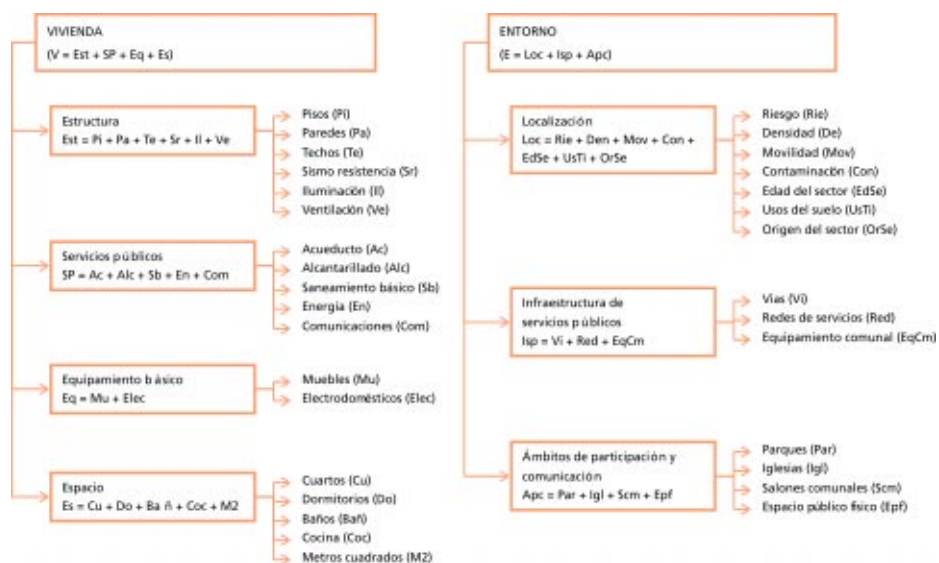 VIVIENDA
(V = Est + SP + Eq + Es)
Estructura
Est = Pi + Pa + Te + Sr + Il + Ve
Pisos (Pi)
Paredes (Pa)
Techos (Te)
Sismo resistencia (Sr)
Iluminación (Il)
Ventilación (Ve)
Servicios públicos
SP = Ac + Alc + Sb + En + Com
Acueducto (Ac)
Alcantarillado (Alc)
Saneamiento básico (Sb)
Energía (En)
Comunicaciones (Com)
Equipamiento b ásico
Eq = Mu + Elec
Muebles (Mu)
Electrodomésticos (Elec)
Espacio
Es = Cu + Do + Ba ñ + Coc + M2
Cuartos (Cu)
Dormitorios (Do)
Baños (Bañ)
Cocina (Coc)
Metros cuadrados (M2)
ENTORNO
(E = Loc + Isp + Apc)
Localización
Loc = Rie + Den + Mov + Con +
EdSe + UsTi + OrSe
Riesgo (Rie)
Densidad (De)
Movilidad (Mov)
Contaminación (Con)
Edad del sector (EdSe)
Usos del suelo (UsTi)
Origen del sector (OrSe)
Infraestructura de
servicios públicos
Isp = Vi + Red + EqCm
Vias (Vi)
Redes de servicios (Red)
Equipamiento comunal (EqCm)
Ámbitos de participación y
comunicación
Apc = Par + Igl + Scm + Epf
Parques (Par)
Iglesias (Igl)
Salones comunales (Scm)
Espacio público físico (Epf)